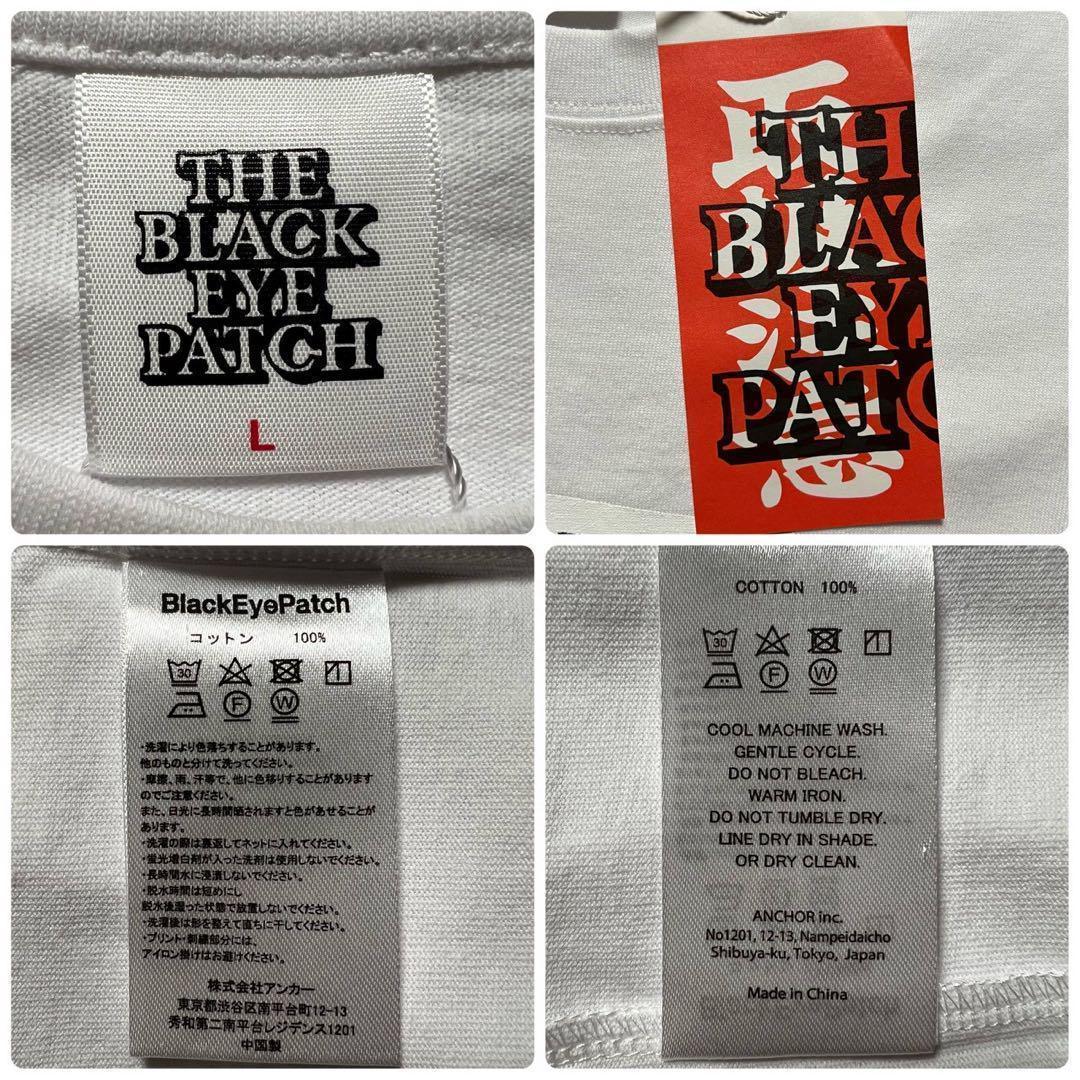 THE
BLACK
EYE
PATCH
L
取扱注意
TH
BLAC
EY
PATC
BlackEyePatch
コットン 100%
30
F W
・洗濯により色落ちすることがあります。
他のものと分けて洗ってください。
・摩擦、雨、汗等で、他に色移りすることがあります
のでご注意ください。
また、日光に長時間晒されますと色があせることが
あります。
・洗濯の際は裏返してネットに入れてください。
・蛍光増白剤が入った洗剤は使用しないでください。
・長時間水に浸漬しないでください。
・脱水時間は短めにし
脱水後湿った状態で放置しないでください。
・洗濯後は形を整えて直ちに干してください。
・プリント・刺繍部分には、
アイロン掛けはお避けください。
株式会社アンカー
東京都渋谷区南平台町12-13
秀和第二南平台レジデンス1201
中国製
COTTON 100%
30
F W
COOL MACHINE WASH.
GENTLE CYCLE.
DO NOT BLEACH.
WARM IRON.
DO NOT TUMBLE DRY.
LINE DRY IN SHADE.
OR DRY CLEAN.
ANCHOR inc.
No1201, 12-13, Nampeidaicho
Shibuya-ku, Tokyo, Japan
Made in China